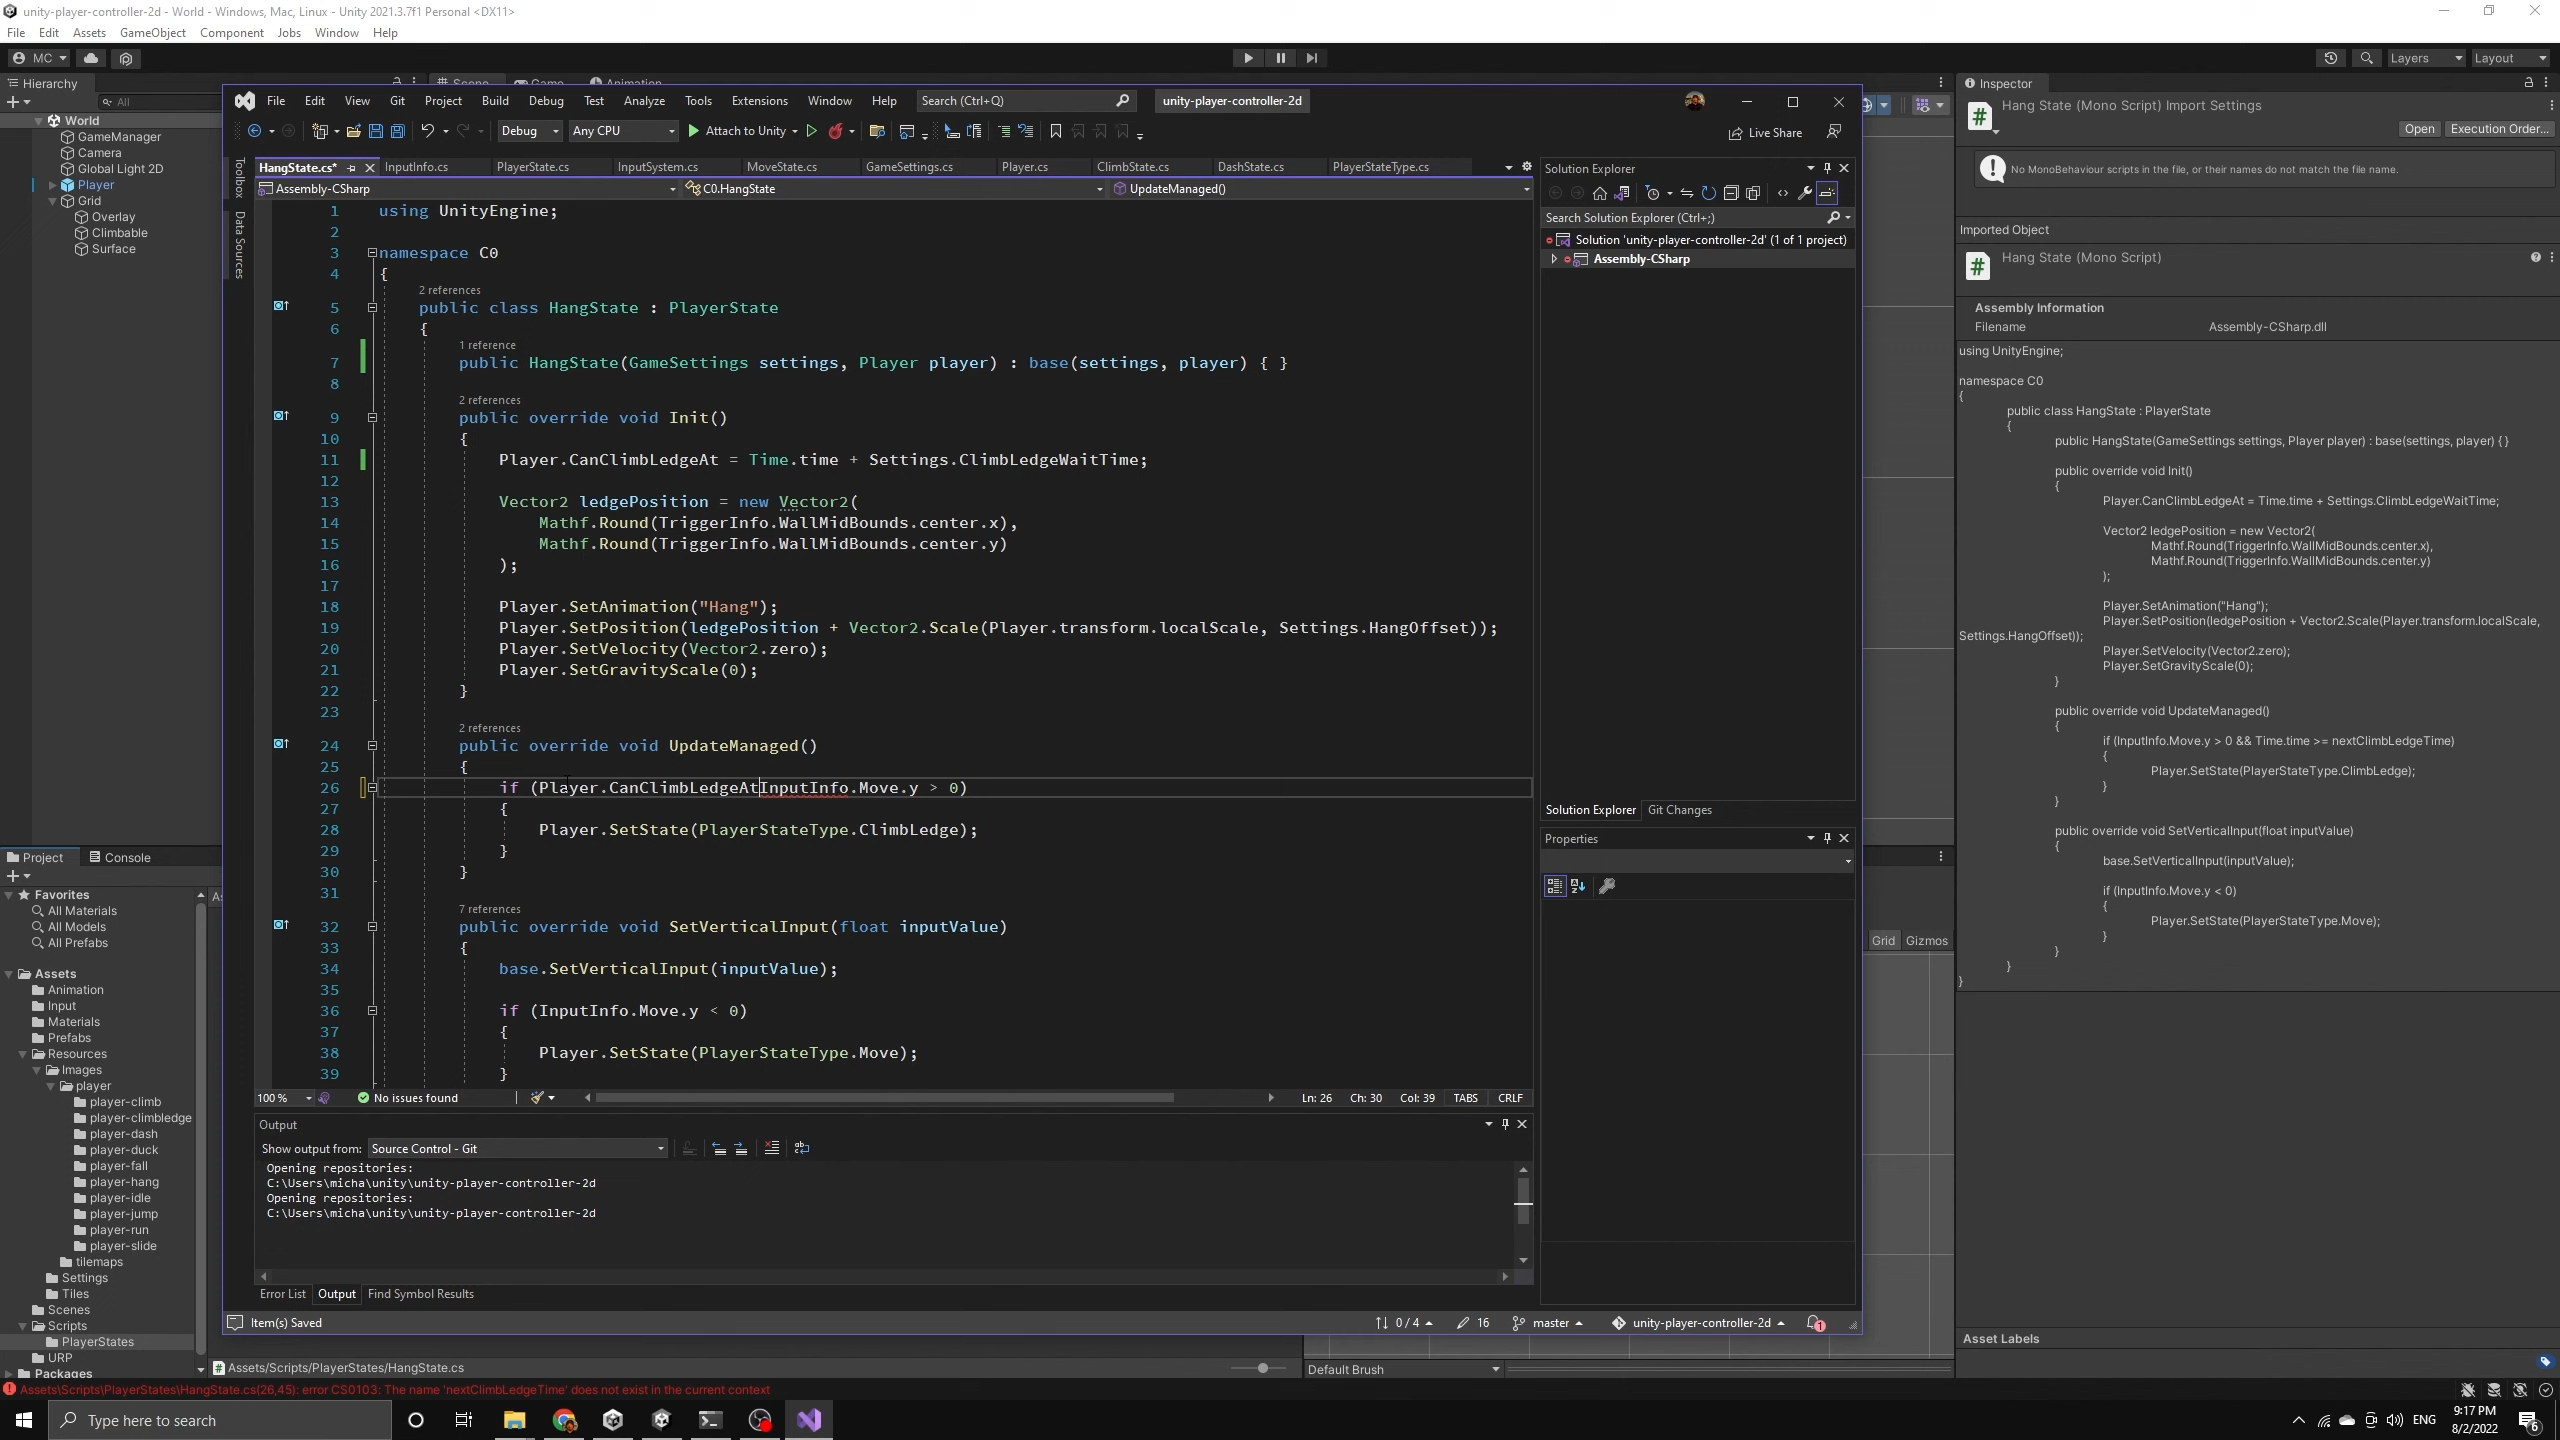 unity-player-controller-2d - World - Windows, Mac, Linux - Unity 2021.3.7f1 Personal <DX11>
File Edit Assets GameObject Component Jobs Window Help
MC
Layers Layout
Hierarchy
All
World
GameManager
Camera
Global Light 2D
Player
Grid
Overlay
Climbable
Surface
Scene Game Animation
File Edit View Git Project Build Debug Test Analyze Tools Extensions Window Help Search (Ctrl+Q) unity-player-controller-2d
Debug Any CPU Attach to Unity Live Share
Toolbox
Data Sources
HangState.cs* InputInfo.cs PlayerState.cs InputSystem.cs MoveState.cs GameSettings.cs Player.cs ClimbState.cs DashState.cs PlayerStateType.cs
Assembly-CSharp C0.HangState UpdateManaged()
1 using UnityEngine;
2
3 namespace C0
4 {
2 references
5 public class HangState : PlayerState
6 {
1 reference
7 public HangState(GameSettings settings, Player player) : base(settings, player) { }
8
2 references
9 public override void Init()
10 {
11 Player.CanClimbLedgeAt = Time.time + Settings.ClimbLedgeWaitTime;
12
13 Vector2 ledgePosition = new Vector2(
14 Mathf.Round(TriggerInfo.WallMidBounds.center.x),
15 Mathf.Round(TriggerInfo.WallMidBounds.center.y)
16 );
17
18 Player.SetAnimation("Hang");
19 Player.SetPosition(ledgePosition + Vector2.Scale(Player.transform.localScale, Settings.HangOffset));
20 Player.SetVelocity(Vector2.zero);
21 Player.SetGravityScale(0);
22 }
23
2 references
24 public override void UpdateManaged()
25 {
26 if (Player.CanClimbLedgeAtInputInfo.Move.y > 0)
27 {
28 Player.SetState(PlayerStateType.ClimbLedge);
29 }
30 }
31
7 references
32 public override void SetVerticalInput(float inputValue)
33 {
34 base.SetVerticalInput(inputValue);
35
36 if (InputInfo.Move.y < 0)
37 {
38 Player.SetState(PlayerStateType.Move);
39 }
100 % No issues found Ln: 26 Ch: 30 Col: 39 TABS CRLF
Output
Show output from: Source Control - Git
Opening repositories:
C:\Users\micha\unity\unity-player-controller-2d
Opening repositories:
C:\Users\micha\unity\unity-player-controller-2d
Error List Output Find Symbol Results
Item(s) Saved 0 / 4 16 master unity-player-controller-2d 1
Solution Explorer
Search Solution Explorer (Ctrl+;)
Solution 'unity-player-controller-2d' (1 of 1 project)
Assembly-CSharp
Solution Explorer Git Changes
Properties
Grid Gizmos
Inspector
Hang State (Mono Script) Import Settings
Open Execution Order...
No MonoBehaviour scripts in the file, or their names do not match the file name.
Imported Object
Hang State (Mono Script)
Assembly Information
Filename Assembly-CSharp.dll
using UnityEngine;
namespace C0
{
public class HangState : PlayerState
{
public HangState(GameSettings settings, Player player) : base(settings, player) { }
public override void Init()
{
Player.CanClimbLedgeAt = Time.time + Settings.ClimbLedgeWaitTime;
Vector2 ledgePosition = new Vector2(
Mathf.Round(TriggerInfo.WallMidBounds.center.x),
Mathf.Round(TriggerInfo.WallMidBounds.center.y)
);
Player.SetAnimation("Hang");
Player.SetPosition(ledgePosition + Vector2.Scale(Player.transform.localScale,
Settings.HangOffset));
Player.SetVelocity(Vector2.zero);
Player.SetGravityScale(0);
}
public override void UpdateManaged()
{
if (InputInfo.Move.y > 0 && Time.time >= nextClimbLedgeTime)
{
Player.SetState(PlayerStateType.ClimbLedge);
}
}
public override void SetVerticalInput(float inputValue)
{
base.SetVerticalInput(inputValue);
if (InputInfo.Move.y < 0)
{
Player.SetState(PlayerStateType.Move);
}
}
}
}
Asset Labels
Project Console
Favorites
All Materials
All Models
All Prefabs
Assets
Animation
Input
Materials
Prefabs
Resources
Images
player
player-climb
player-climbledge
player-dash
player-duck
player-fall
player-hang
player-idle
player-jump
player-run
player-slide
tilemaps
Settings
Tiles
Scenes
Scripts
PlayerStates
URP
Packages
Assets/Scripts/PlayerStates/HangState.cs
Default Brush
Assets\Scripts\PlayerStates\HangState.cs(26,45): error CS0103: The name 'nextClimbLedgeTime' does not exist in the current context
Type here to search
ENG
9:17 PM
8/2/2022
6